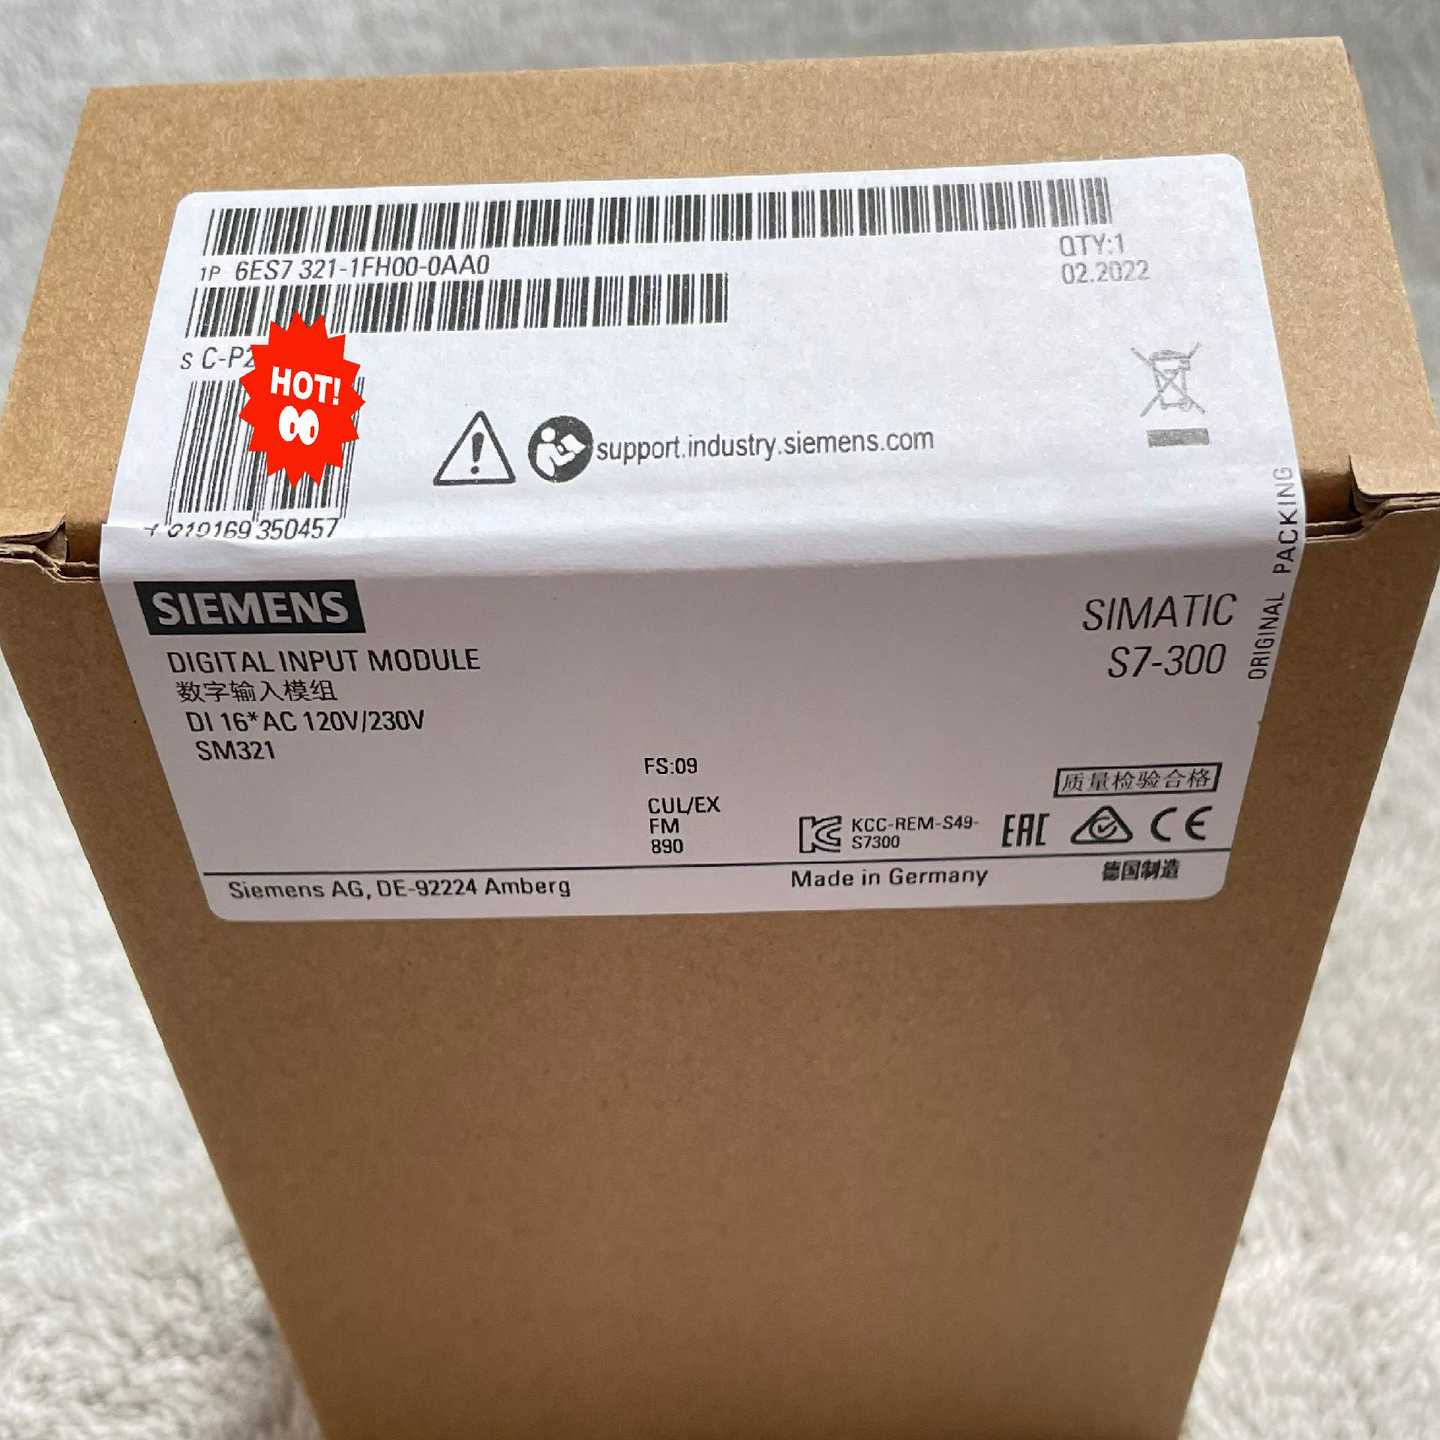 1P 6ES7 321-1FH00-0AA0
QTY:1
02.2022
S C-P2
HOT!
support.industry.siemens.com
4 019169 350457
ORIGINAL PACKING
SIEMENS
SIMATIC
S7-300
DIGITAL INPUT MODULE
数字输入模组
DI 16*AC 120V/230V
SM321
FS:09
质量检验合格
CUL/EX
FM
890
KCC-REM-S49-
S7300
EAC
CE
Siemens AG, DE-92224 Amberg
Made in Germany
德国制造